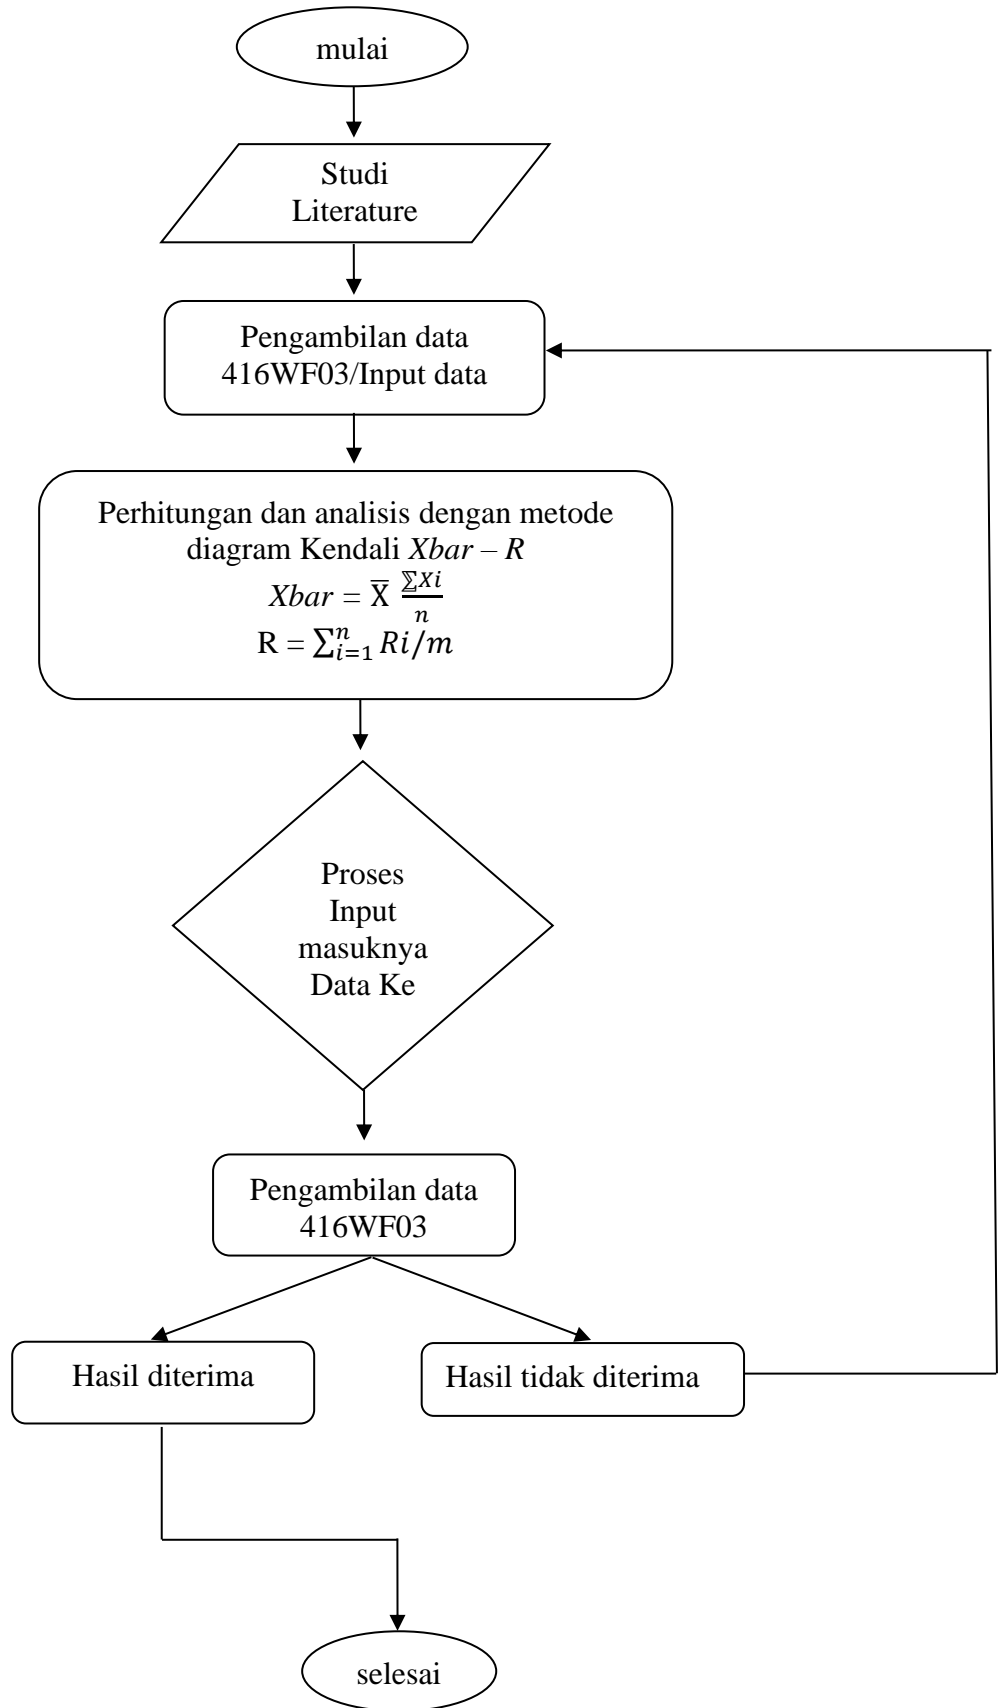 mulai
Studi
Literature
Pengambilan data
416WF03/Input data
Perhitungan dan analisis dengan metode
diagram Kendali Xbar – R
Xbar = X̅ ∑Xi/n
R = ∑ⁿᵢ₌₁ Ri/m
Proses
Input
masuknya
Data Ke
Pengambilan data
416WF03
Hasil diterima
Hasil tidak diterima
selesai